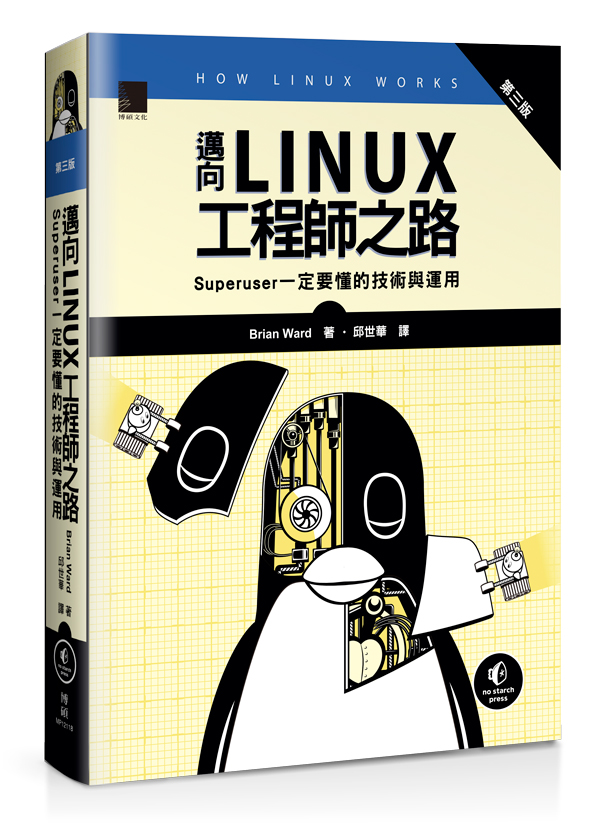 HOW LINUX WORKS
第三版
博碩文化
邁向LINUX
工程師之路
Superuser一定要懂的技術與運用
Brian Ward 著・邱世華 譯
no starch
press
第三版
邁向LINUX工程師之路
Superuser一定要懂的技術與運用
Brian Ward 著
邱世華 譯
no starch
press
博碩
MP12118